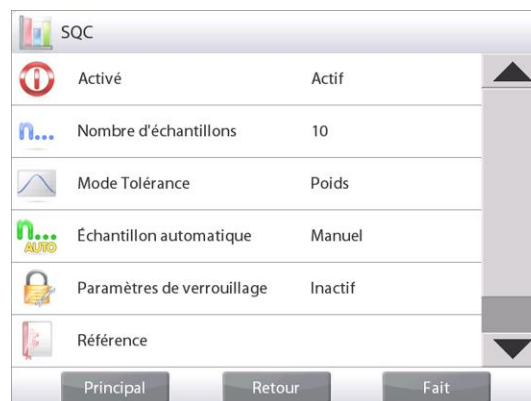 SQC
Activé Actif
n... Nombre d'échantillons 10
Mode Tolérance Poids
n... AUTO Échantillon automatique Manuel
Paramètres de verrouillage Inactif
Référence
Principal Retour Fait